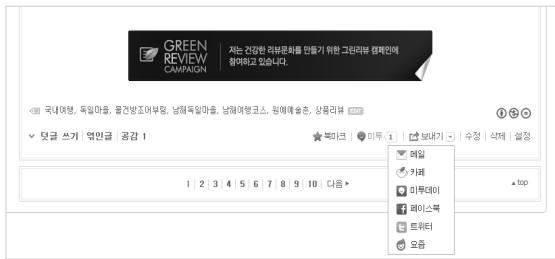 GREEN
REVIEW
CAMPAIGN
저는 건강한 리뷰문화를 만들기 위한 그린리뷰 캠페인에
참여하고 있습니다.
국내여행, 독일마을, 물건방조어부림, 남해독일마을, 남해여행코스, 원예예술촌, 상품리뷰 EDIT
덧글 쓰기 | 엮인글 | 공감 1
북마크 | 미투 1 | 보내기 | 수정 | 삭제 | 설정
메일
카페
미투데이
페이스북
트위터
요즘
1 | 2 | 3 | 4 | 5 | 6 | 7 | 8 | 9 | 10 | 다음
top